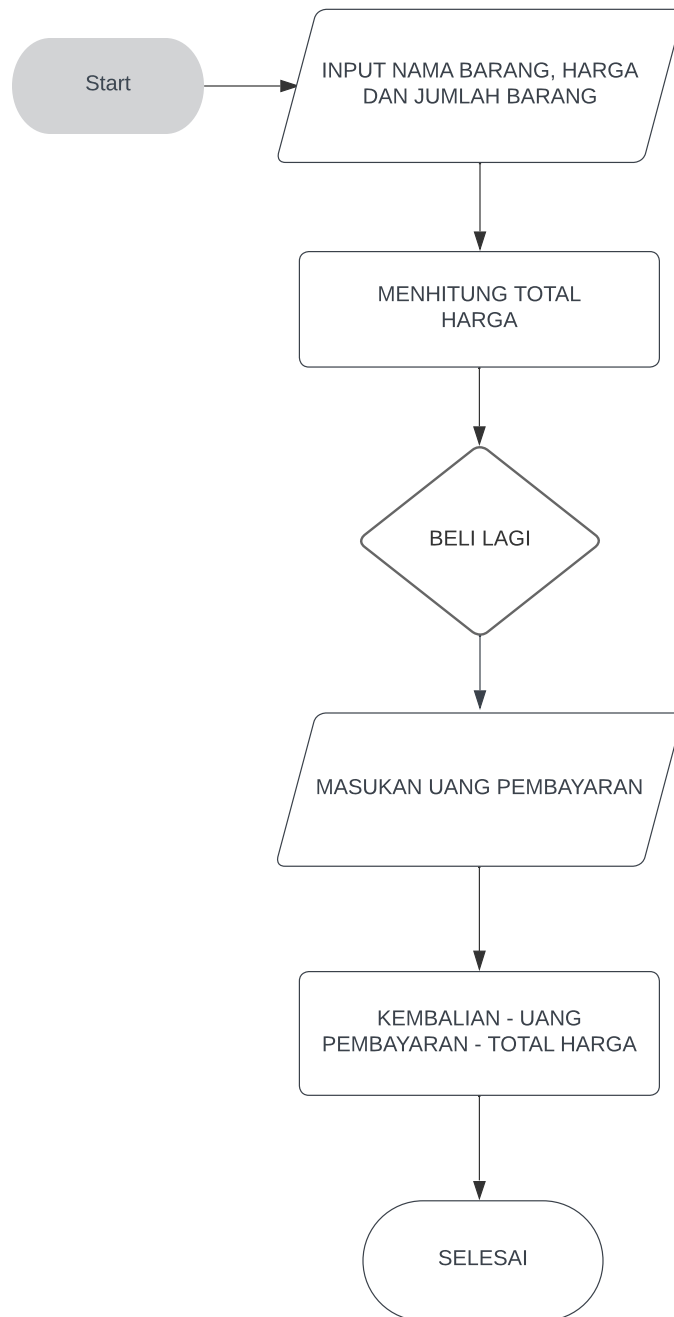 Start
INPUT NAMA BARANG, HARGA
DAN JUMLAH BARANG
MENHITUNG TOTAL
HARGA
BELI LAGI
MASUKAN UANG PEMBAYARAN
KEMBALIAN - UANG
PEMBAYARAN - TOTAL HARGA
SELESAI